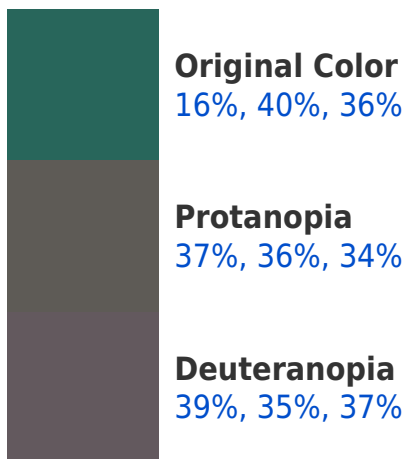 Original Color
16%, 40%, 36%
Protanopia
37%, 36%, 34%
Deuteranopia
39%, 35%, 37%